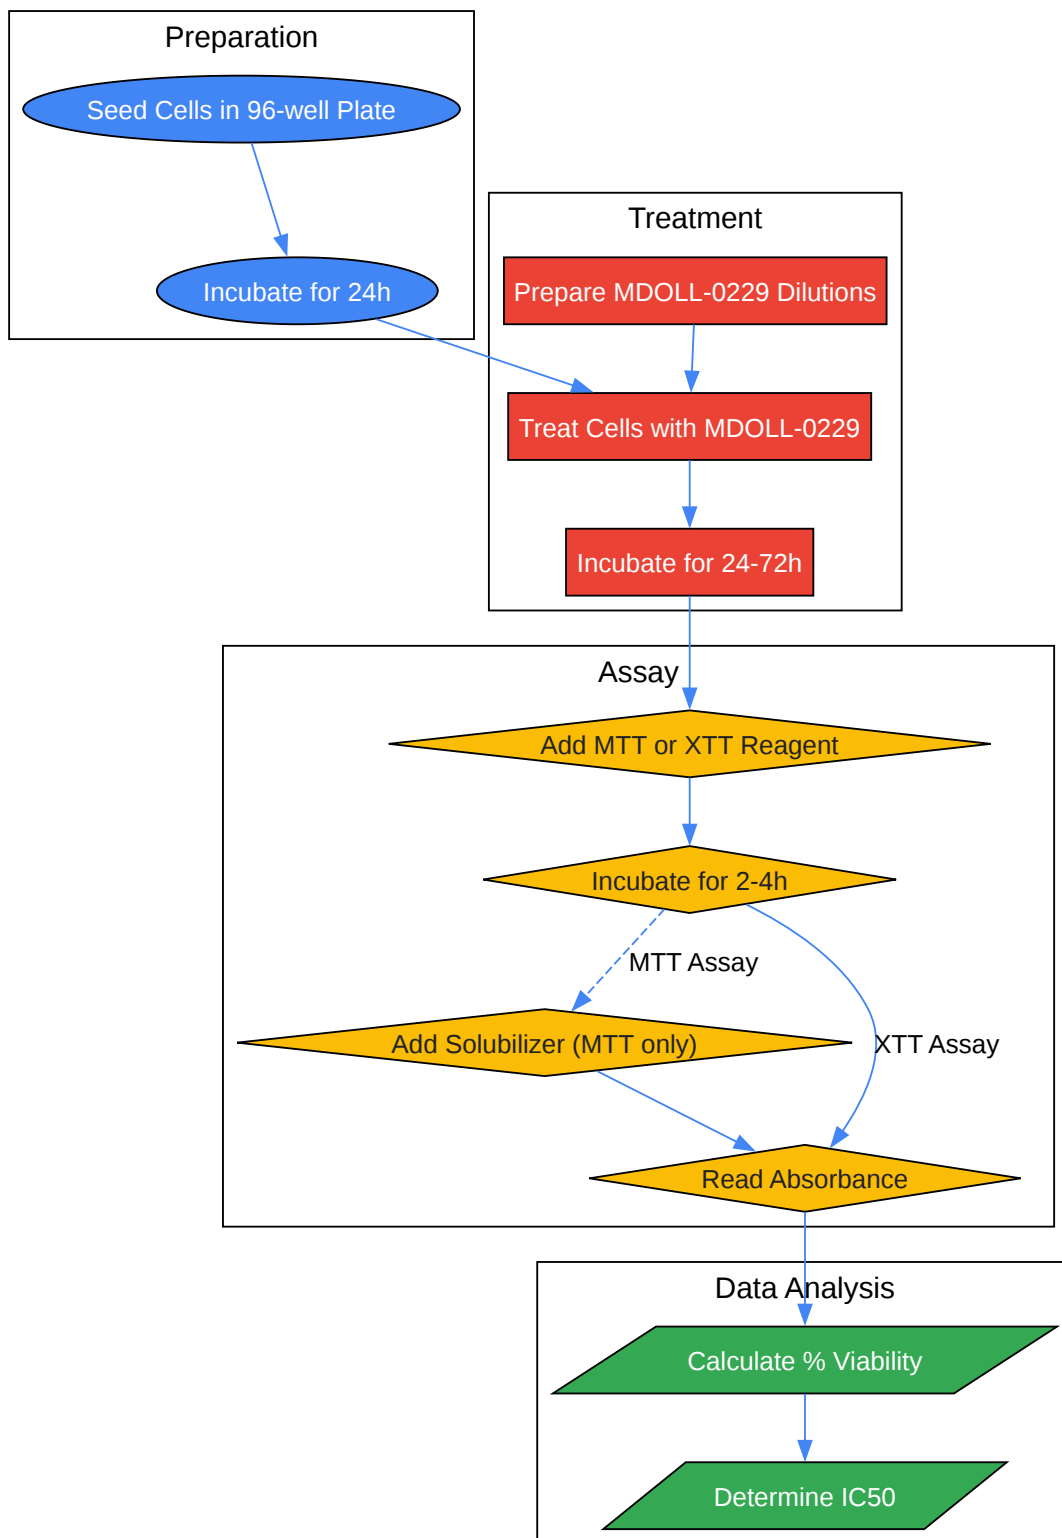 Preparation
Seed Cells in 96-well Plate
Incubate for 24h
Treatment
Prepare MDOLL-0229 Dilutions
Treat Cells with MDOLL-0229
Incubate for 24-72h
Assay
Add MTT or XTT Reagent
Incubate for 2-4h
MTT Assay
Add Solubilizer (MTT only)
XTT Assay
Read Absorbance
Data Analysis
Calculate % Viability
Determine IC50